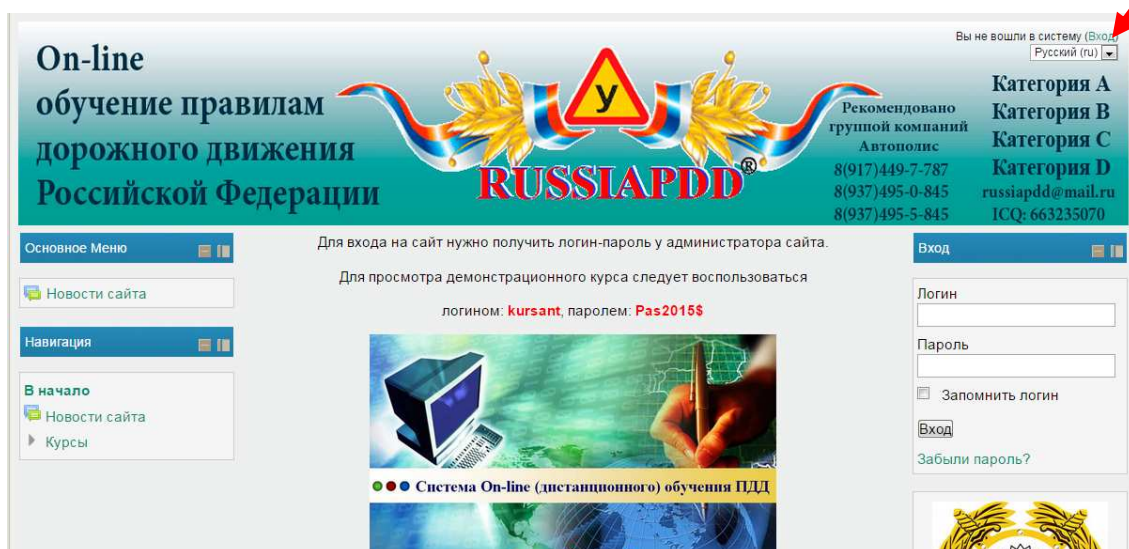 Вы не вошли в систему (Вход)
Русский (ru)
On-line
обучение правилам
дорожного движения
Российской Федерации
У
RUSSIAPDD®
Рекомендовано
группой компаний
Автополис
8(917)449-7-787
8(937)495-0-845
8(937)495-5-845
Категория A
Категория B
Категория C
Категория D
russiapdd@mail.ru
ICQ: 663235070
Основное Меню
Новости сайта
Навигация
В начало
Новости сайта
Курсы
Для входа на сайт нужно получить логин-пароль у администратора сайта.
Для просмотра демонстрационного курса следует воспользоваться
логином: kursant, паролем: Pas2015$
Система On-line (дистанционного) обучения ПДД
Вход
Логин
Пароль
Запомнить логин
Вход
Забыли пароль?